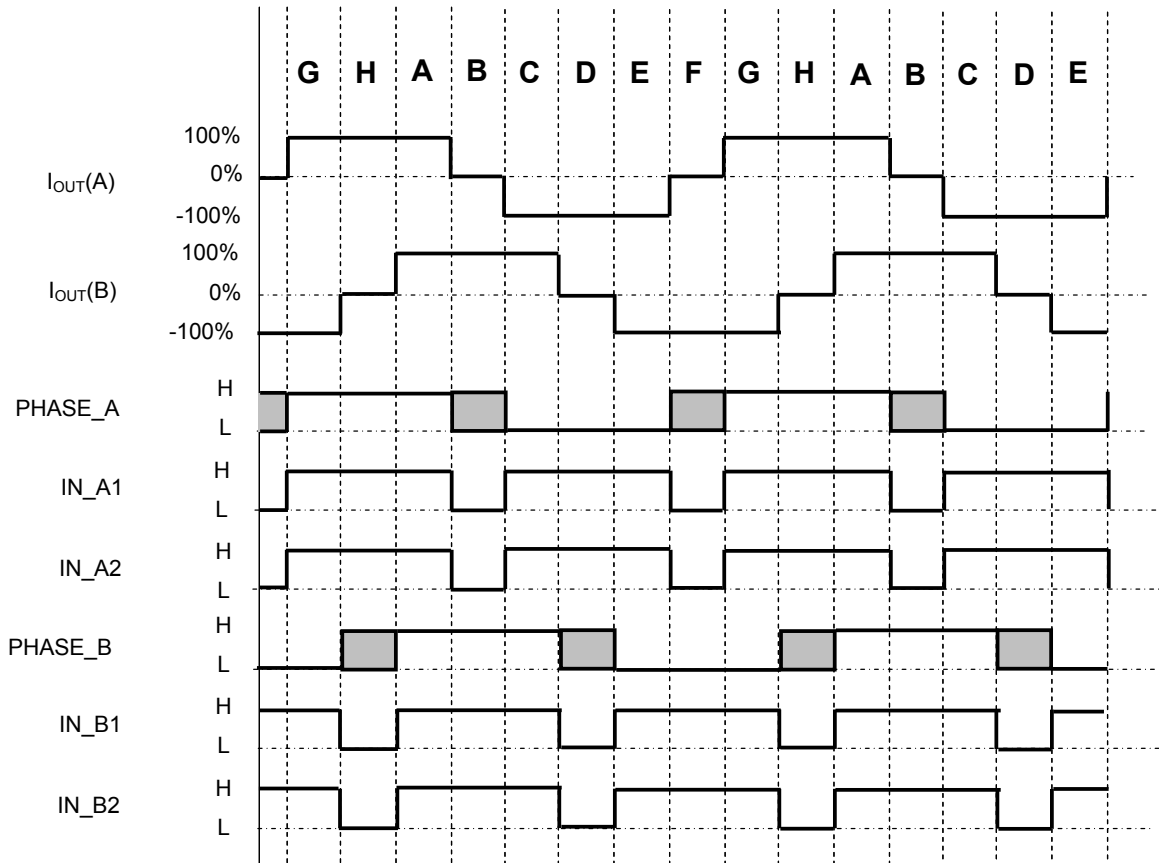 G H A B C D E F G H A B C D E
100%
I_OUT(A) 0%
-100%
100%
I_OUT(B) 0%
-100%
H
PHASE_A
L
H
IN_A1
L
H
IN_A2
L
H
PHASE_B
L
H
IN_B1
L
H
IN_B2
L